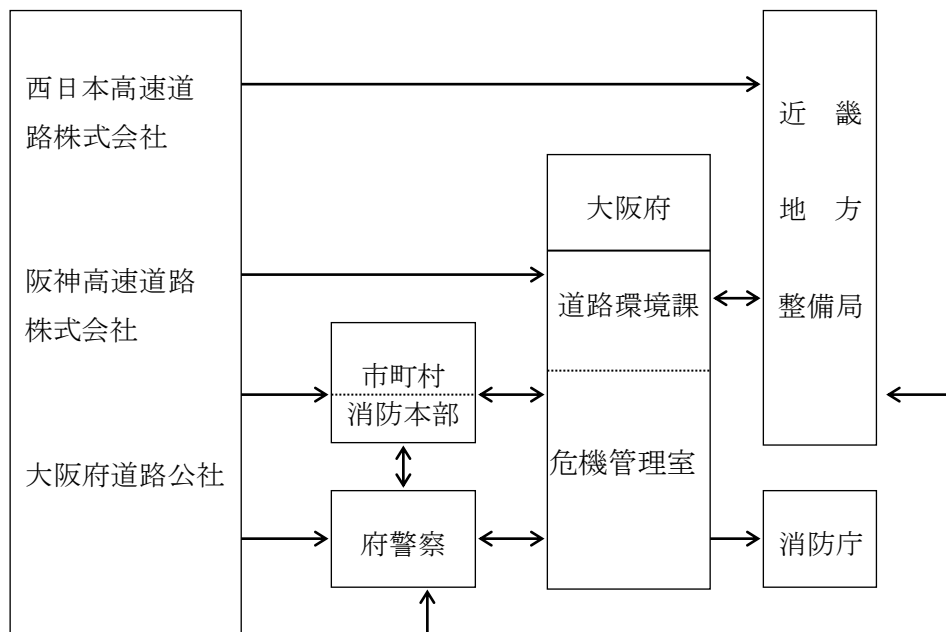 西日本高速道
路株式会社
阪神高速道路
株式会社
大阪府道路公社
市町村
消防本部
府警察
大阪府
道路環境課
危機管理室
近　畿
地　方
整備局
消防庁